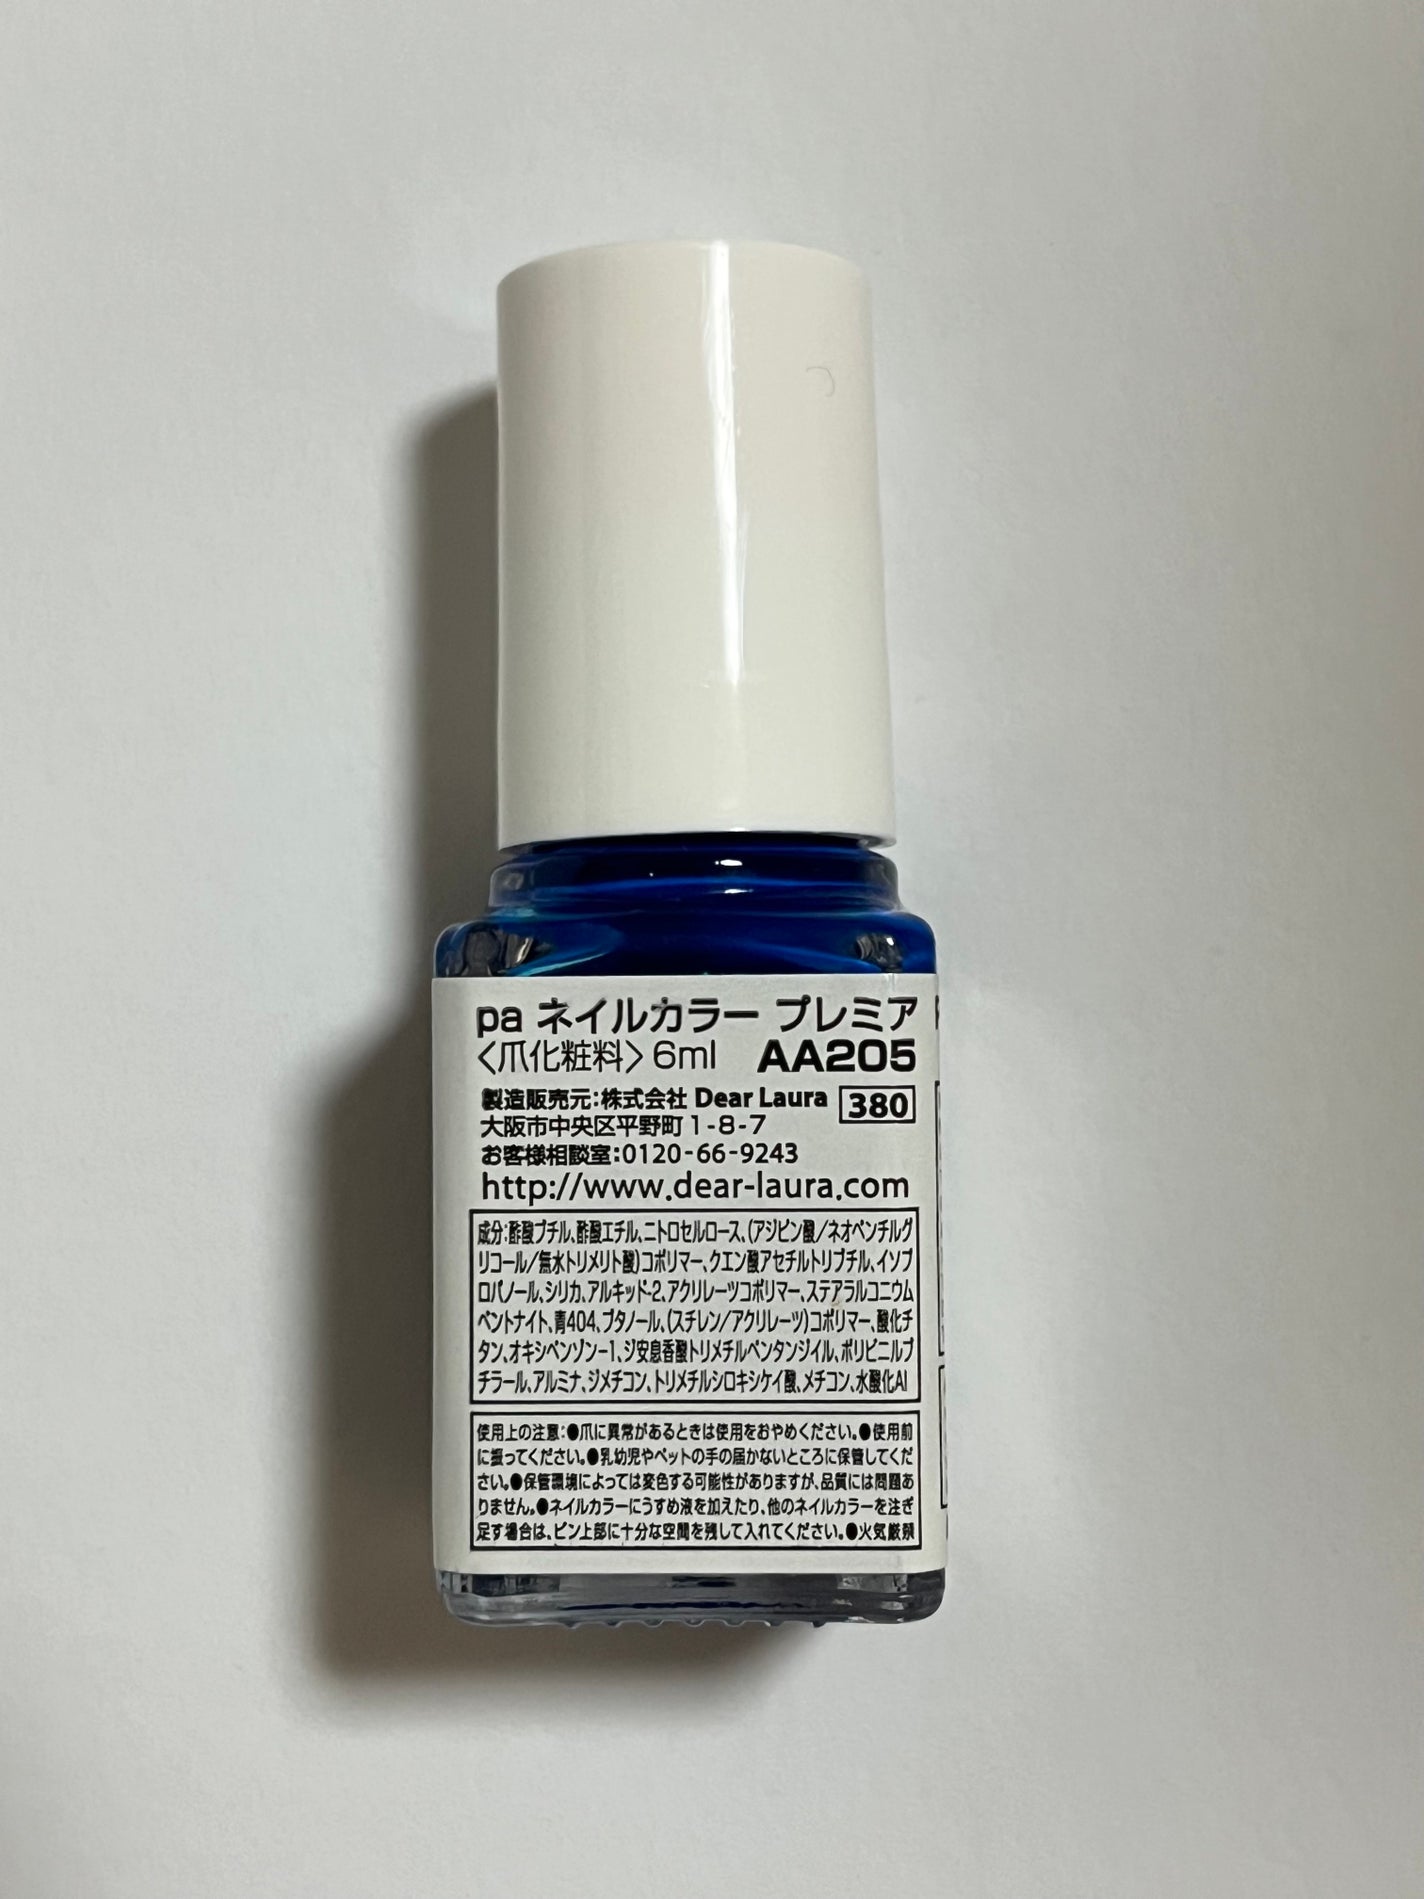 pa ネイルカラー プレミア
〈爪化粧料〉6ml AA205
製造販売元:株式会社 Dear Laura 380
大阪市中央区平野町1-8-7
お客様相談室:0120-66-9243
http://www.dear-laura.com
成分:酢酸ブチル、酢酸エチル、ニトロセルロース、(アジピン酸/ネオペンチルグ
リコール/無水トリメリト酸)コポリマー、クエン酸アセチルトリブチル、イソプ
ロパノール、シリカ、アルキッド-2、アクリレーツコポリマー、ステアラルコニウム
ベントナイト、青404、ブタノール、(スチレン/アクリレーツ)コポリマー、酸化チ
タン、オキシベンゾン-1、ジ安息香酸トリメチルペンタンジイル、ポリビニルブ
チラール、アルミナ、ジメチコン、トリメチルシロキシケイ酸、メチコン、水酸化Al
使用上の注意:●爪に異常があるときは使用をおやめください。●使用前
に振ってください。●乳幼児やペットの手の届かないところに保管してくだ
さい。●保管環境によっては変色する可能性がありますが、品質には問題あ
りません。●ネイルカラーにうすめ液を加えたり、他のネイルカラーを注ぎ
足す場合は、ビン上部に十分な空間を残して入れてください。●火気厳禁